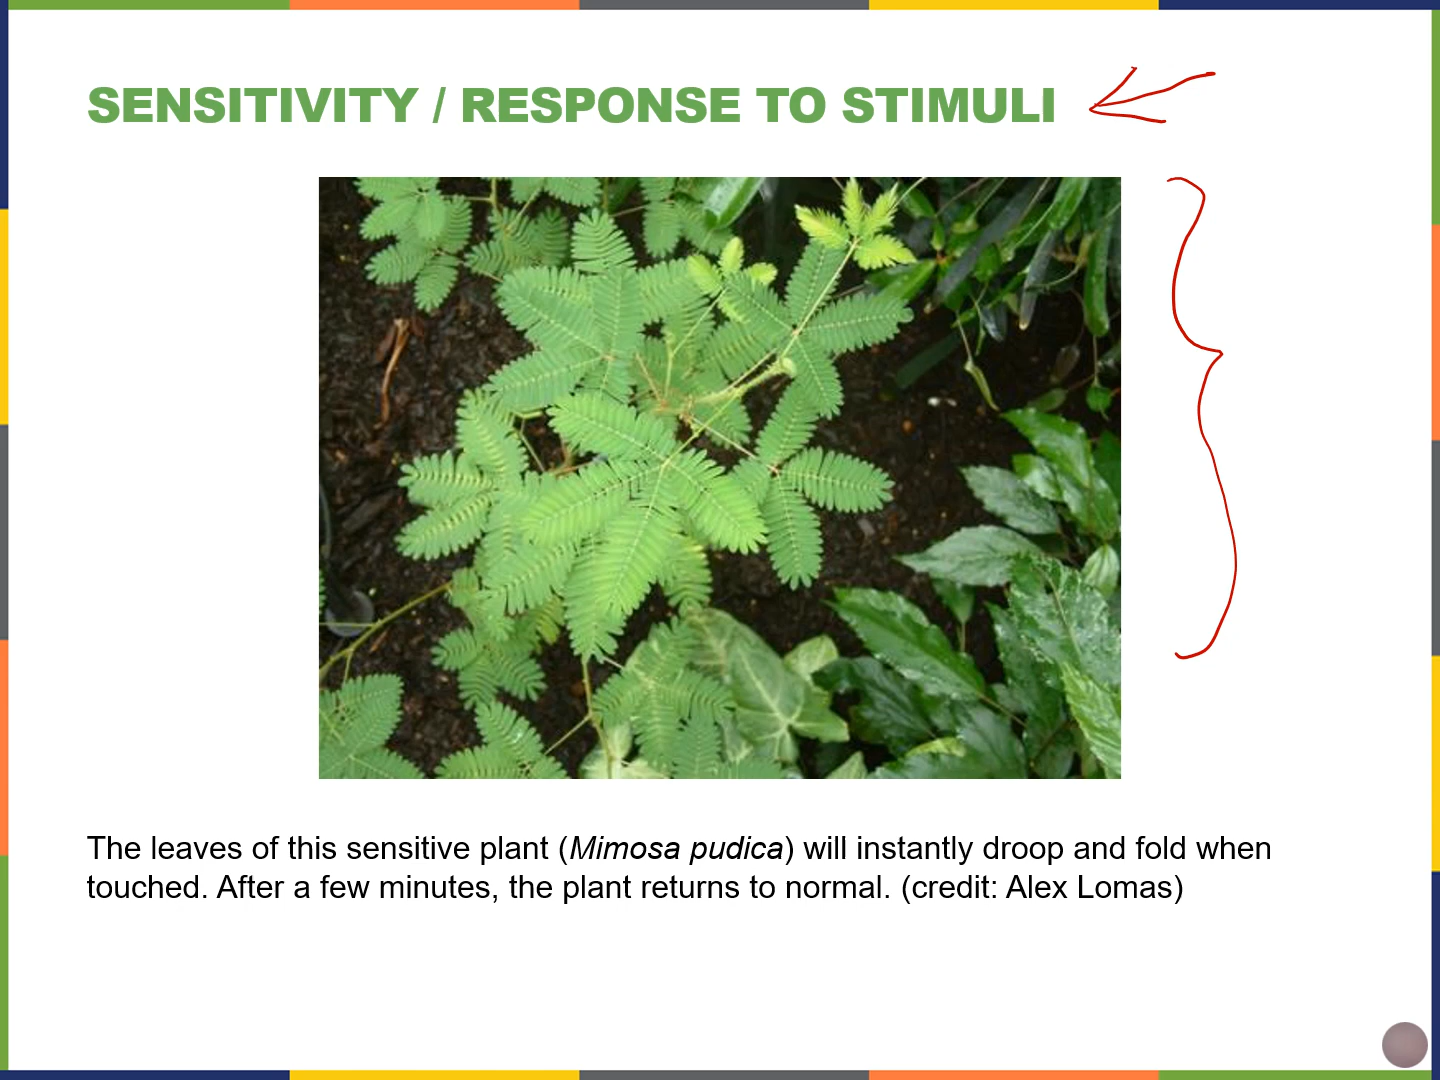 SENSITIVITY / RESPONSE TO STIMULI
The leaves of this sensitive plant (Mimosa pudica) will instantly droop and fold when
touched. After a few minutes, the plant returns to normal. (credit: Alex Lomas)